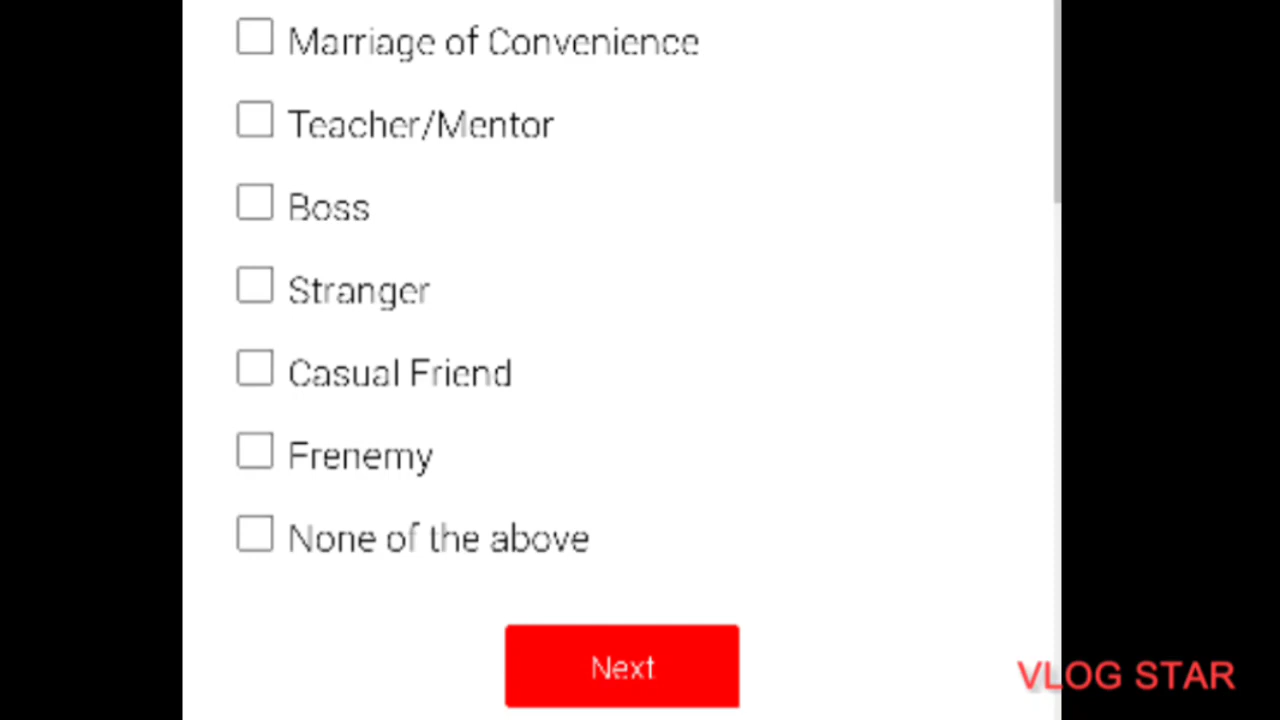 Marriage of Convenience
Teacher/Mentor
Boss
Stranger
Casual Friend
Frenemy
None of the above
Next
VLOG STAR